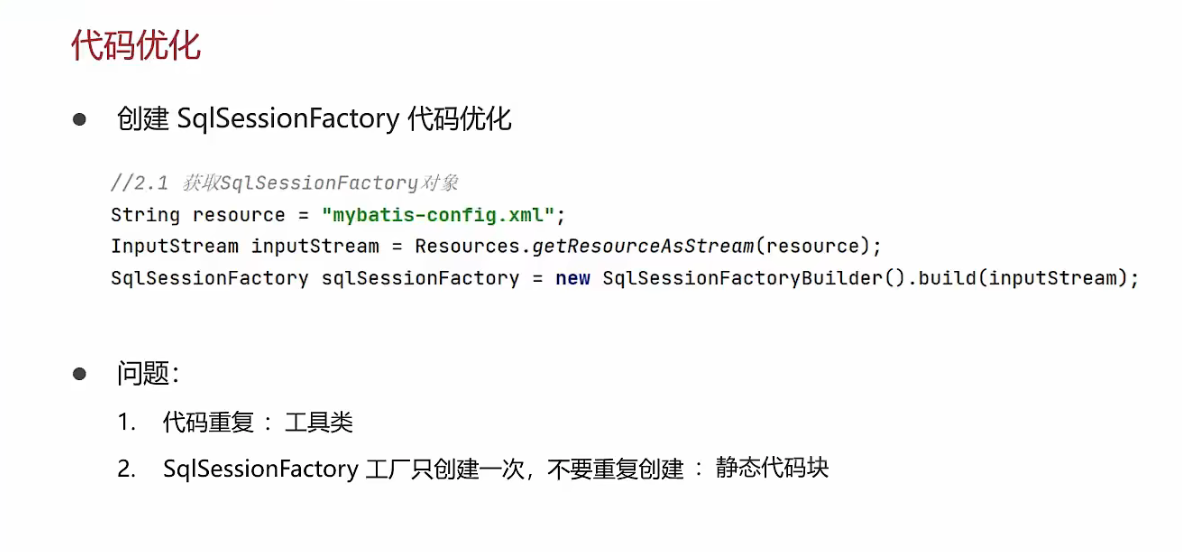 代码优化
● 创建 SqlSessionFactory 代码优化
//2.1 获取SqlSessionFactory对象
String resource = "mybatis-config.xml";
InputStream inputStream = Resources.getResourceAsStream(resource);
SqlSessionFactory sqlSessionFactory = new SqlSessionFactoryBuilder().build(inputStream);
● 问题：
1. 代码重复 ：工具类
2. SqlSessionFactory 工厂只创建一次，不要重复创建 ：静态代码块